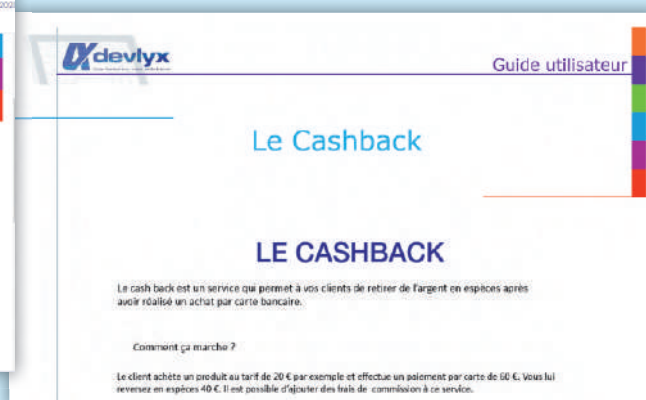 202
devlyx
Guide utilisateur
Le Cashback
LE CASHBACK
Le cash back est un service qui permet à vos clients de retirer de l'argent en espèces après
avoir réalisé un achat par carte bancaire.
Comment ça marche ?
Le client achète un produit au tarif de 20 € par exemple et effectue un paiement par carte de 60 €. Vous lui
reversez en espèces 40 €. Il est possible d'ajouter des frais de commission à ce service.